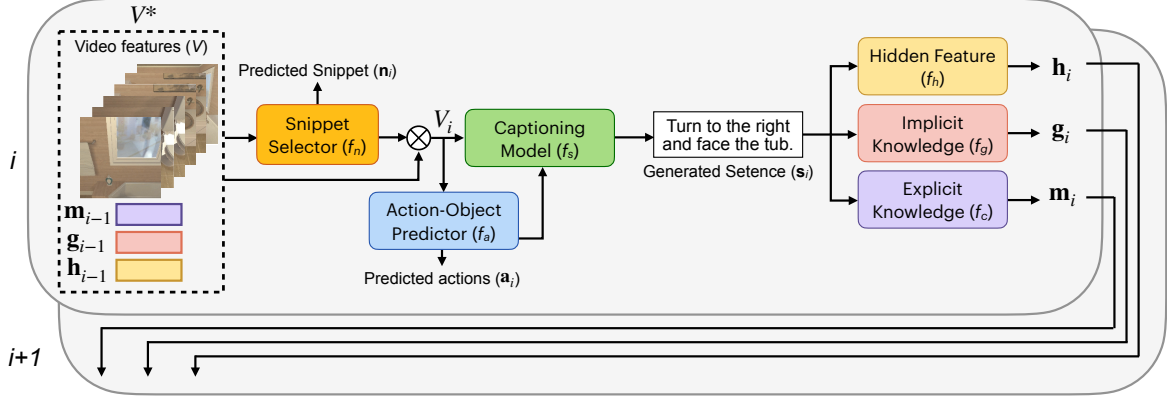 V*
Video features (V)
Predicted Snippet (nᵢ)
Snippet
Selector (fₙ)
Vᵢ
Captioning
Model (fₛ)
Turn to the right
and face the tub.
Generated Setence (sᵢ)
Hidden Feature
(fₕ)
hᵢ
Implicit
Knowledge (f_g)
gᵢ
Explicit
Knowledge (f_c)
mᵢ
i
Action-Object
Predictor (fₐ)
Predicted actions (aᵢ)
mᵢ₋₁
gᵢ₋₁
hᵢ₋₁
i+1